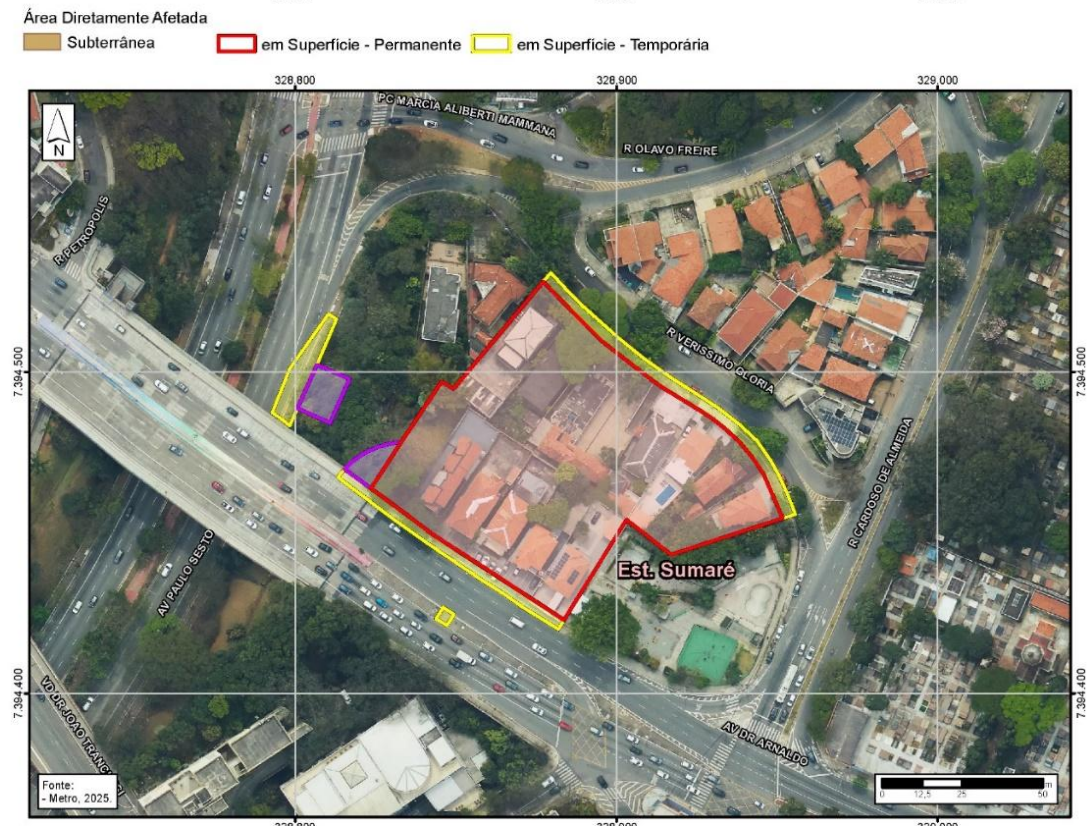 Área Diretamente Afetada
Subterrânea
em Superfície - Permanente
em Superfície - Temporária
328,800
328,900
329,000
PC MARCIA ALIBERTI MAMMANA
R OLAVO FREIRE
N
R PETROPOLIS
7.394.500
R VERISSIMO GLORIA
7.394.500
R CARDOSO DE ALMEIDA
AV PAULO SESTO
Est. Sumaré
7.394.400
7.394.400
VD DR JOAO
AV DR ARNALDO
Fonte:
- Metro, 2025.
0 12,5 25 50
m